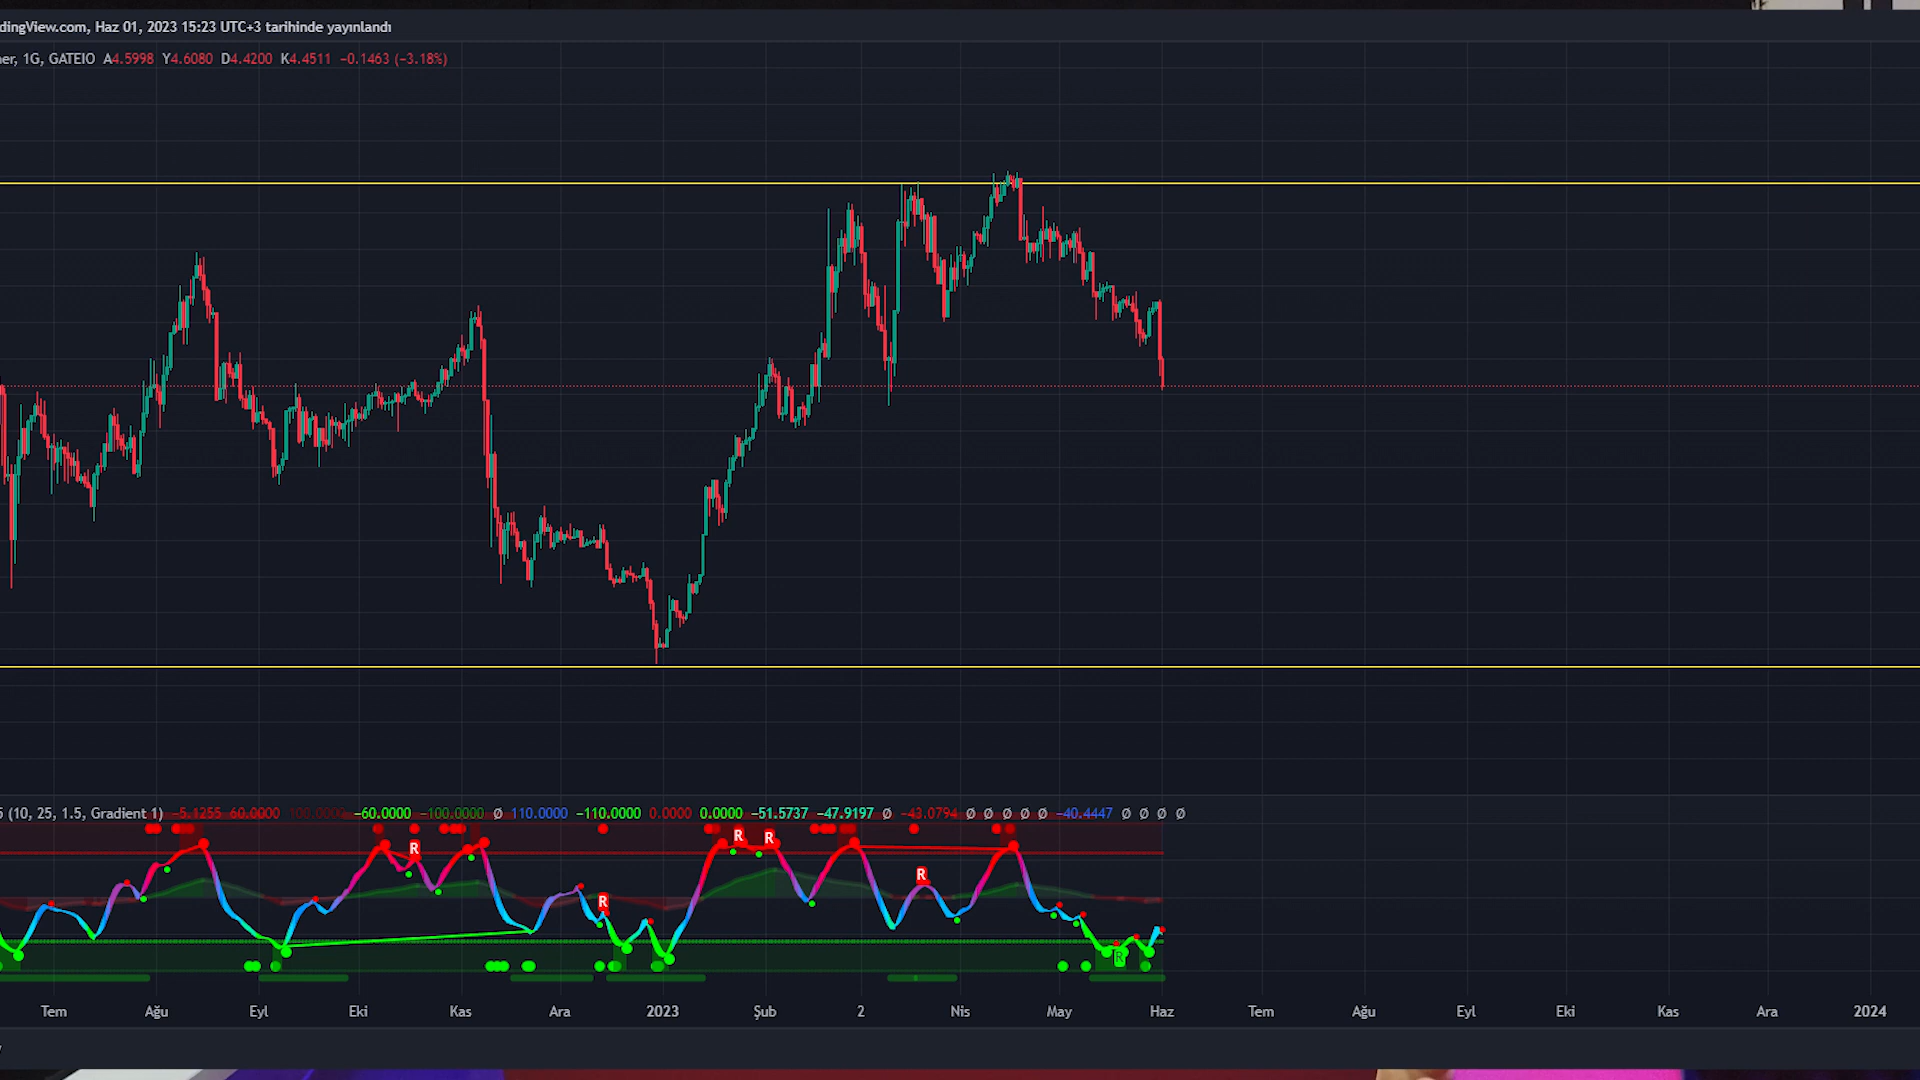 dingView.com, Haz 01, 2023 15:23 UTC+3 tarihinde yayınlandı
er, 1G, GATEIO A4.5998 Y4.6080 D4.4200 K4.4511 −0.1463 (−3.18%)
5 (10, 25, 1.5, Gradient 1) −5.1255 60.0000 100.0000 −60.0000 −100.0000 Ø 110.0000 −110.0000 0.0000 0.0000 −51.5737 −47.9197 Ø −43.0794 Ø Ø Ø Ø −40.4447 Ø Ø Ø Ø
R R R
R
R
R
Tem Ağu Eyl Eki Kas Ara 2023 Şub 2 Nis May Haz Tem Ağu Eyl Eki Kas Ara 2024